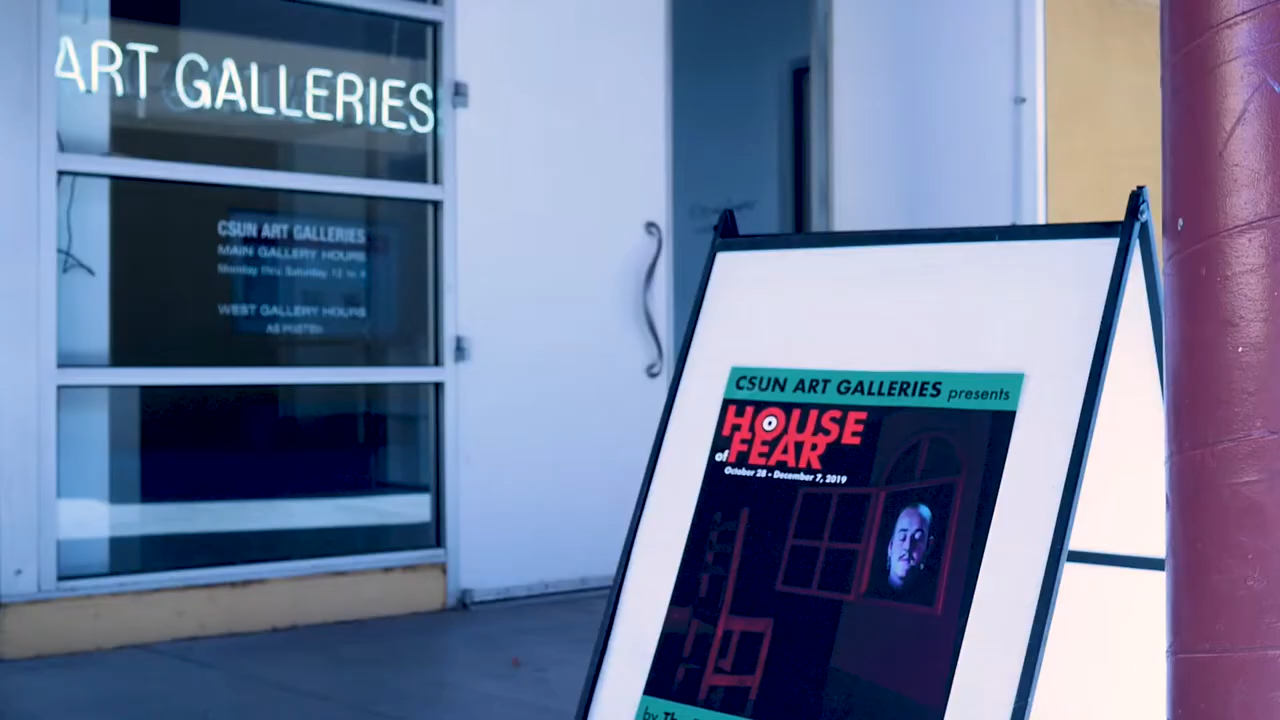 ART GALLERIES
CSUN ART GALLERIES
MAIN GALLERY HOURS
Monday thru Saturday 12 to 4
WEST GALLERY HOURS
AS POSTED
CSUN ART GALLERIES presents
HOUSE
of FEAR
October 28 - December 7, 2019
by